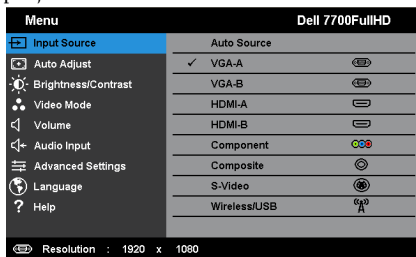 Menu Dell 7700FullHD
Input Source Auto Source
Auto Adjust ✓ VGA-A
Brightness/Contrast VGA-B
Video Mode HDMI-A
Volume HDMI-B
Audio Input Component
Advanced Settings Composite
Language S-Video
Help Wireless/USB
Resolution : 1920 x 1080